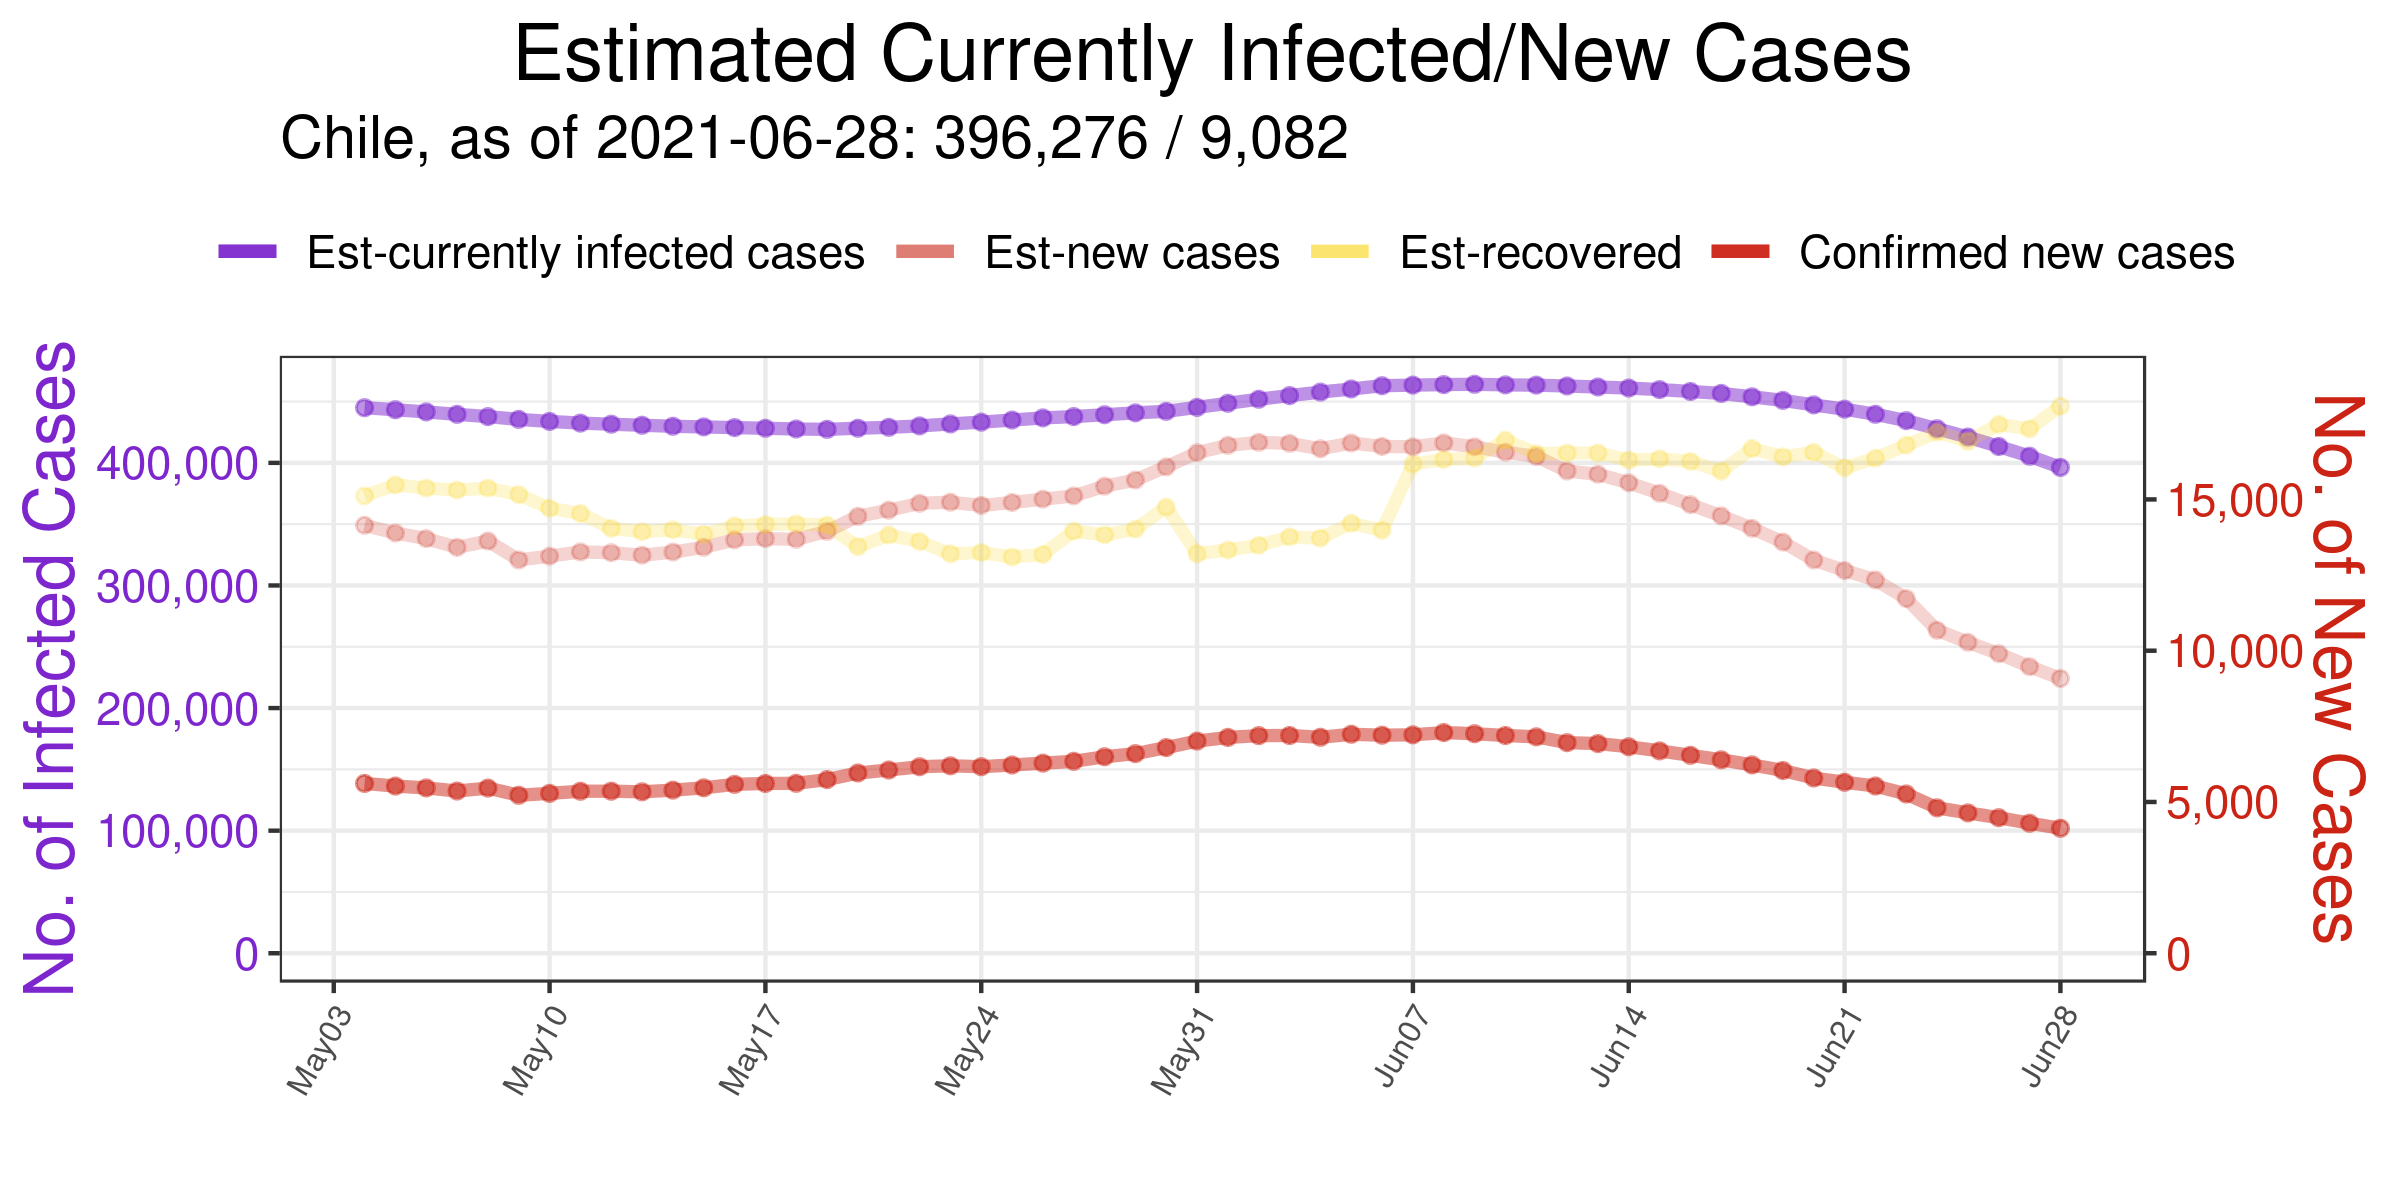 Estimated Currently Infected/New Cases
Chile, as of 2021-06-28: 396,276 / 9,082
Est-currently infected cases Est-new cases Est-recovered Confirmed new cases
No. of Infected Cases
400,000
300,000
200,000
100,000
0
15,000
10,000
5,000
0
No. of New Cases
May03 May10 May17 May24 May31 Jun07 Jun14 Jun21 Jun28